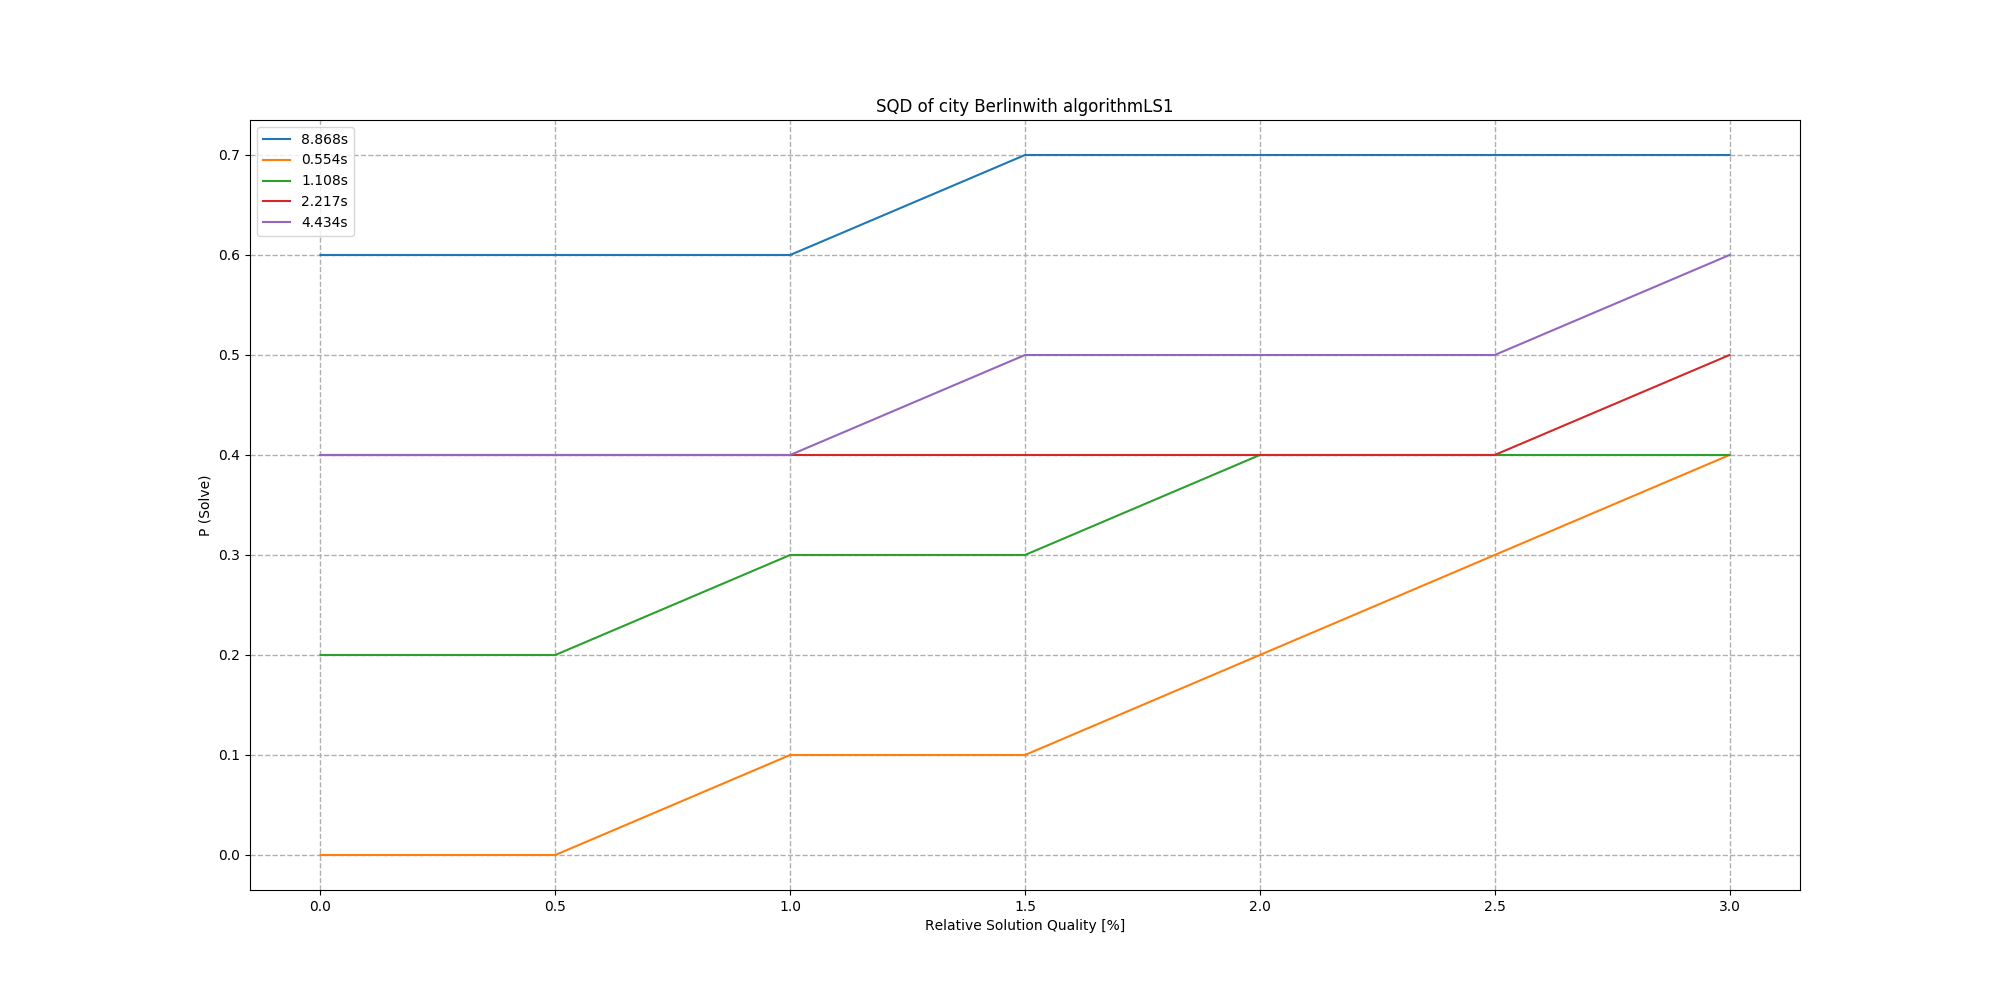 SQD of city Berlinwith algorithmLS1
8.868s
0.554s
1.108s
2.217s
4.434s
0.7
0.6
0.5
0.4
0.3
0.2
0.1
0.0
P (Solve)
0.0 0.5 1.0 1.5 2.0 2.5 3.0
Relative Solution Quality [%]